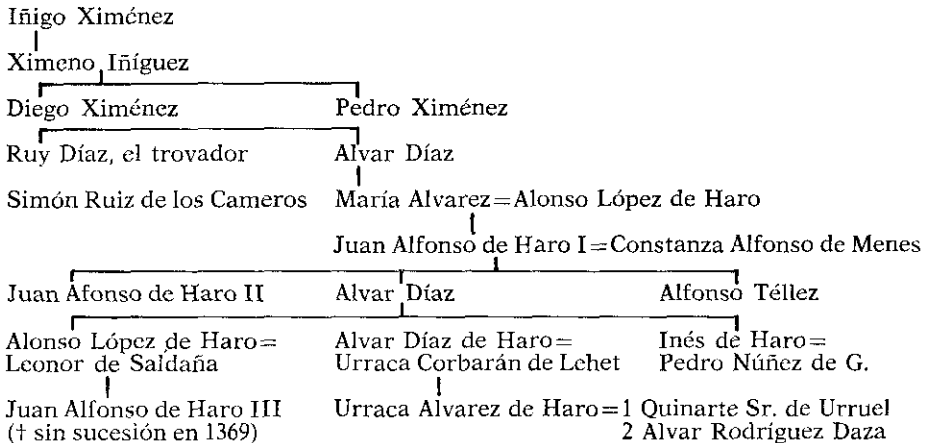 Iñigo Ximénez
Ximeno Iñíguez
Diego Ximénez Pedro Ximénez
Ruy Díaz, el trovador Alvar Díaz
Simón Ruiz de los Cameros María Alvarez=Alonso López de Haro
Juan Alfonso de Haro I=Constanza Alfonso de Menes
Juan Afonso de Haro II Alvar Díaz Alfonso Téllez
Alonso López de Haro= Alvar Díaz de Haro= Inés de Haro=
Leonor de Saldaña Urraca Corbarán de Lehet Pedro Núñez de G.
Juan Alfonso de Haro III Urraca Alvarez de Haro=1 Quinarte Sr. de Urruel
(† sin sucesión en 1369) 2 Alvar Rodríguez Daza